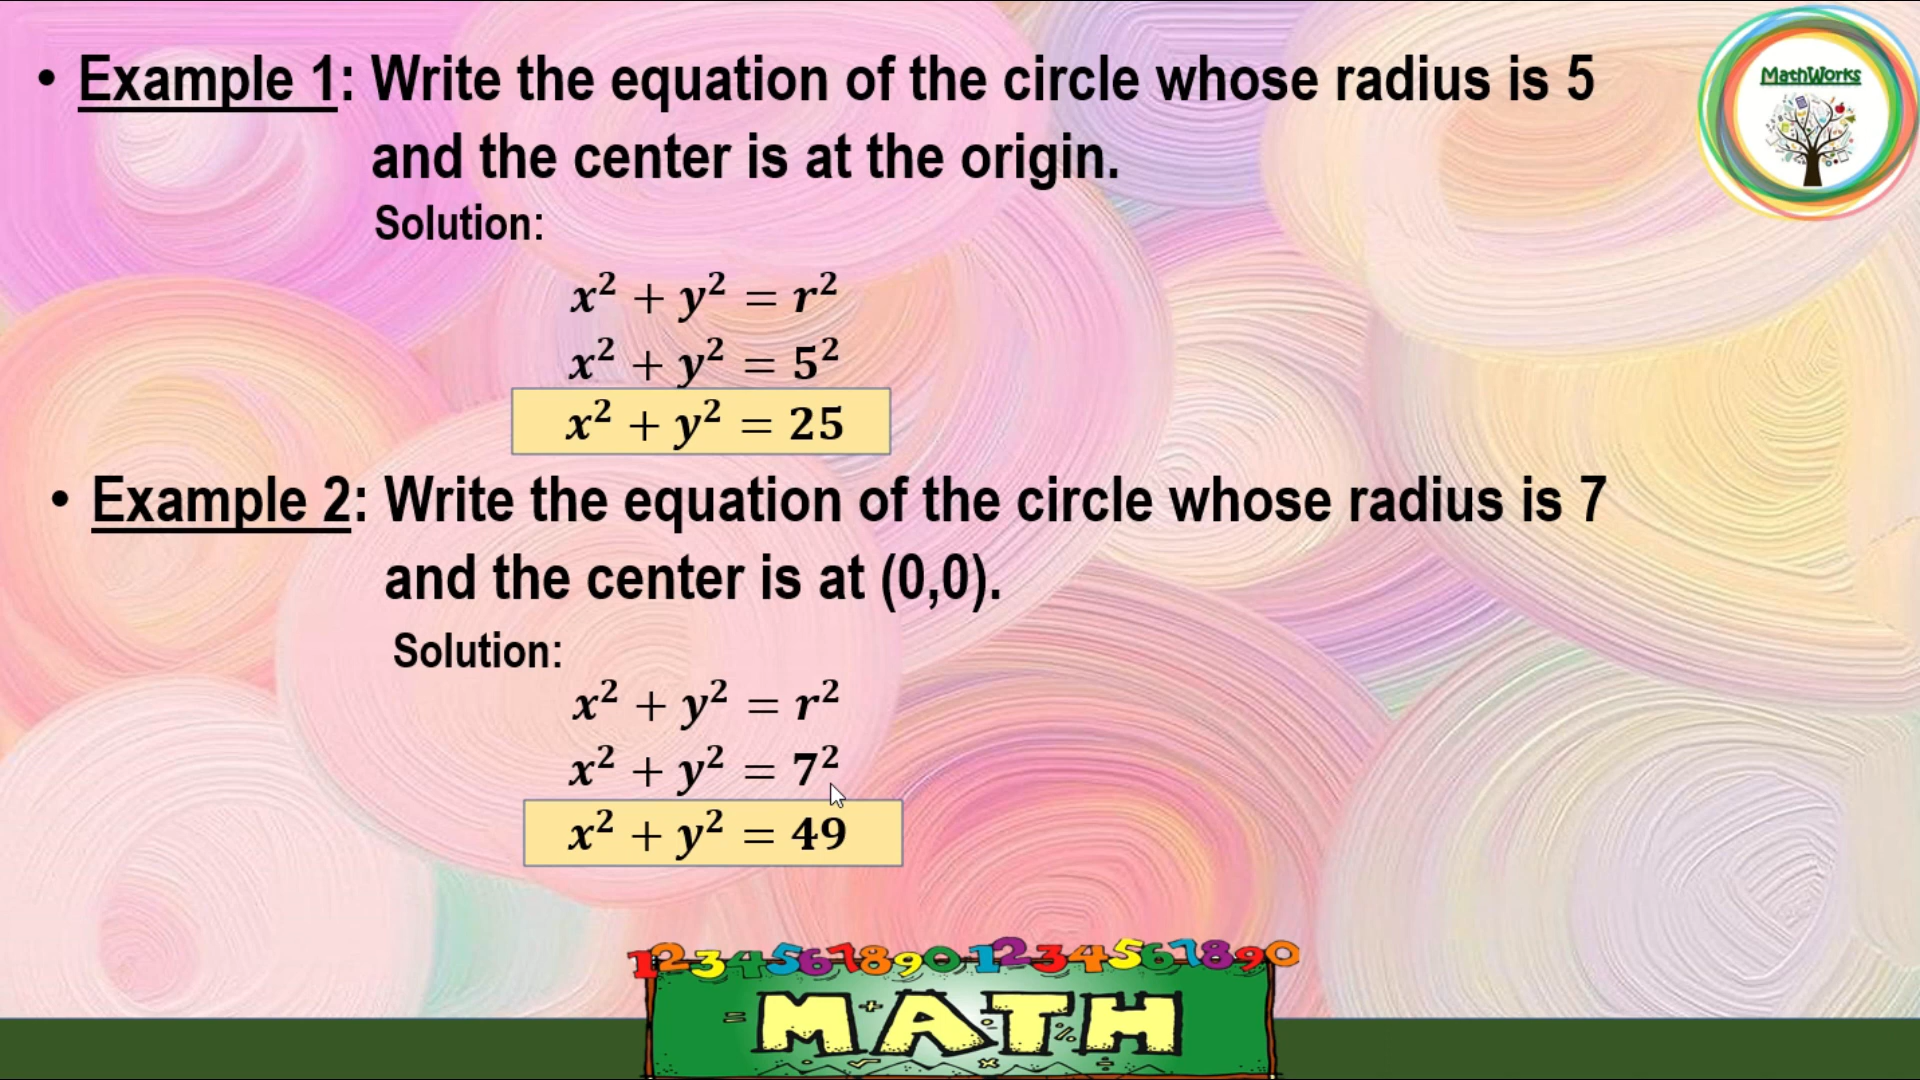 • Example 1: Write the equation of the circle whose radius is 5
and the center is at the origin.
Solution:
x² + y² = r²
x² + y² = 5²
x² + y² = 25
• Example 2: Write the equation of the circle whose radius is 7
and the center is at (0,0).
Solution:
x² + y² = r²
x² + y² = 7²
x² + y² = 49
MathWorks
12345678901234567890
MATH